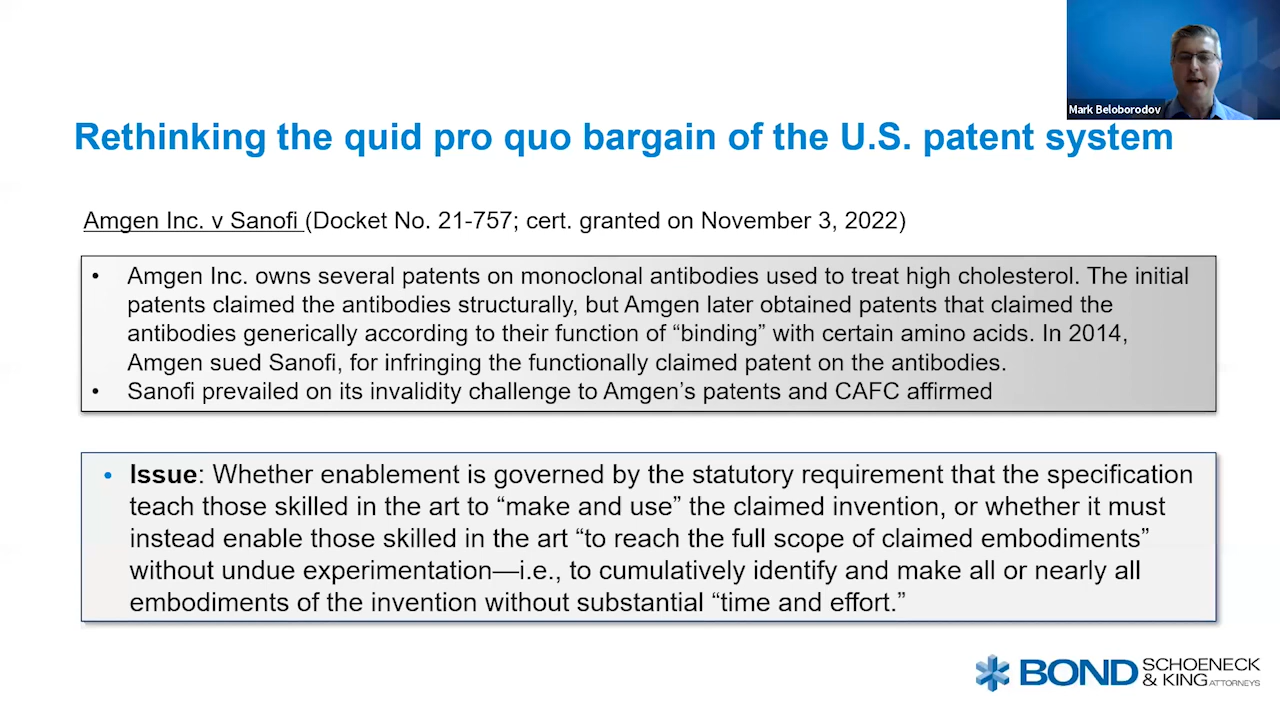 Mark Beloborodov
Rethinking the quid pro quo bargain of the U.S. patent system
Amgen Inc. v Sanofi (Docket No. 21-757; cert. granted on November 3, 2022)
• Amgen Inc. owns several patents on monoclonal antibodies used to treat high cholesterol. The initial
patents claimed the antibodies structurally, but Amgen later obtained patents that claimed the
antibodies generically according to their function of “binding” with certain amino acids. In 2014,
Amgen sued Sanofi, for infringing the functionally claimed patent on the antibodies.
• Sanofi prevailed on its invalidity challenge to Amgen’s patents and CAFC affirmed
• Issue: Whether enablement is governed by the statutory requirement that the specification
teach those skilled in the art to “make and use” the claimed invention, or whether it must
instead enable those skilled in the art “to reach the full scope of claimed embodiments”
without undue experimentation—i.e., to cumulatively identify and make all or nearly all
embodiments of the invention without substantial “time and effort.”
BOND SCHOENECK
& KING ATTORNEYS